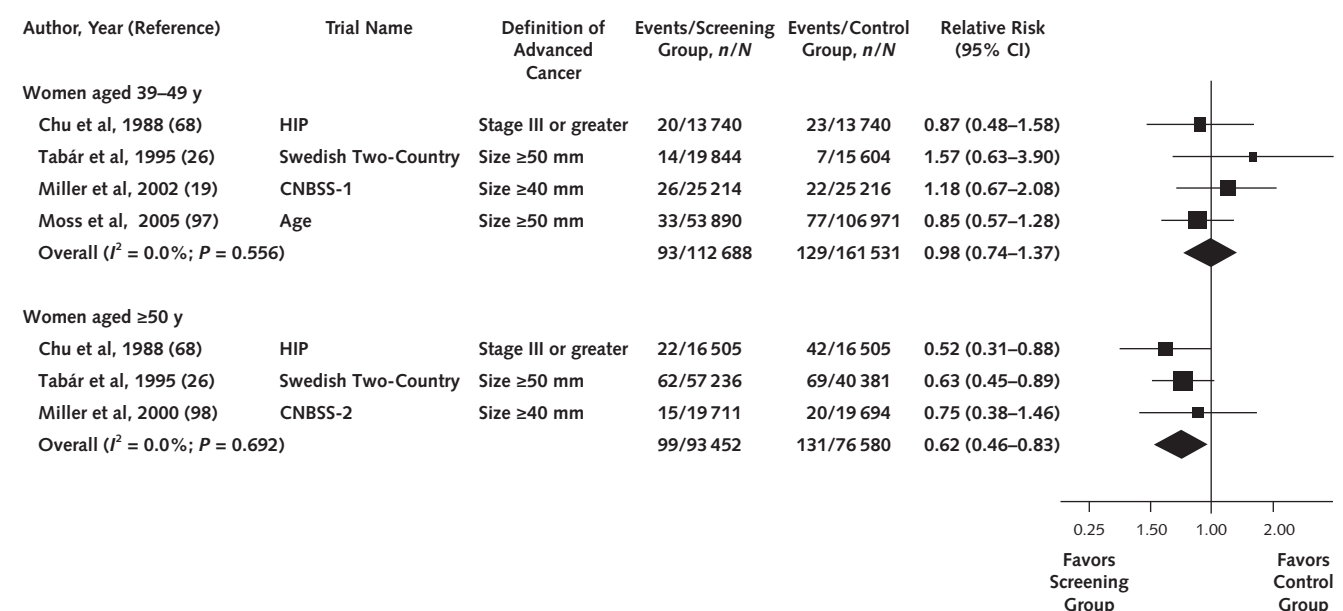 Author, Year (Reference) Trial Name Definition of Advanced Cancer Events/Screening Group, n/N Events/Control Group, n/N Relative Risk (95% CI)
Women aged 39–49 y
Chu et al, 1988 (68) HIP Stage III or greater 20/13 740 23/13 740 0.87 (0.48–1.58)
Tabár et al, 1995 (26) Swedish Two-Country Size ≥50 mm 14/19 844 7/15 604 1.57 (0.63–3.90)
Miller et al, 2002 (19) CNBSS-1 Size ≥40 mm 26/25 214 22/25 216 1.18 (0.67–2.08)
Moss et al, 2005 (97) Age Size ≥50 mm 33/53 890 77/106 971 0.85 (0.57–1.28)
Overall (I² = 0.0%; P = 0.556) 93/112 688 129/161 531 0.98 (0.74–1.37)
Women aged ≥50 y
Chu et al, 1988 (68) HIP Stage III or greater 22/16 505 42/16 505 0.52 (0.31–0.88)
Tabár et al, 1995 (26) Swedish Two-Country Size ≥50 mm 62/57 236 69/40 381 0.63 (0.45–0.89)
Miller et al, 2000 (98) CNBSS-2 Size ≥40 mm 15/19 711 20/19 694 0.75 (0.38–1.46)
Overall (I² = 0.0%; P = 0.692) 99/93 452 131/76 580 0.62 (0.46–0.83)
0.25 1.50 1.00 2.00
Favors Screening Group Favors Control Group